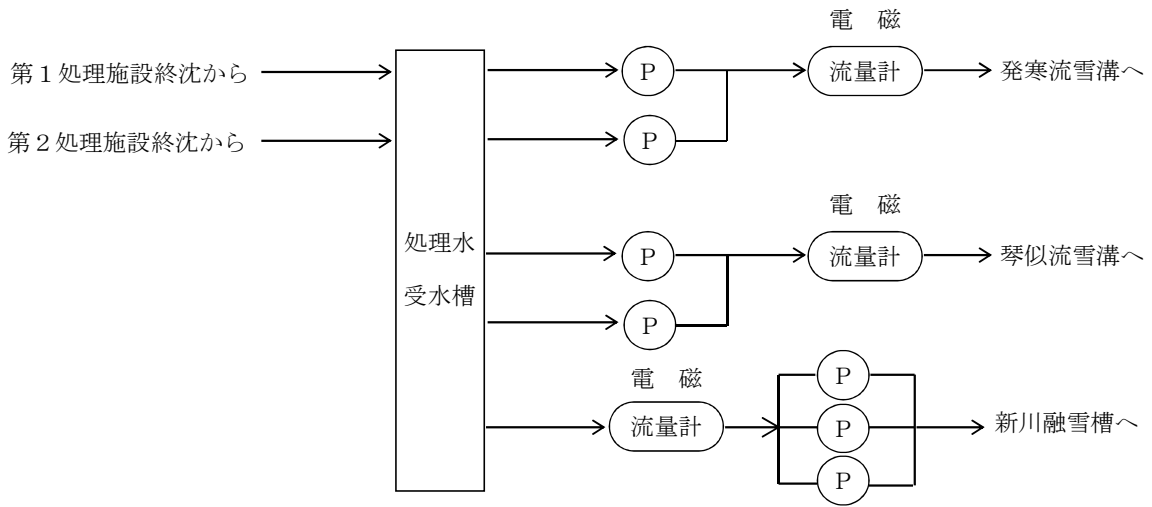 電　磁
第１処理施設終沈から
Ｐ
流量計
発寒流雪溝へ
第２処理施設終沈から
Ｐ
電　磁
処理水
受水槽
Ｐ
流量計
琴似流雪溝へ
Ｐ
電　磁
流量計
Ｐ
Ｐ
Ｐ
新川融雪槽へ